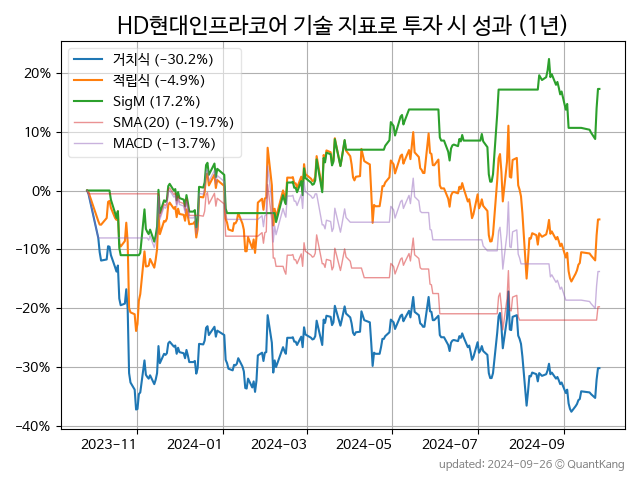 HD현대인프라코어 기술 지표로 투자 시 성과 (1년)
거치식 (−30.2%)
적립식 (−4.9%)
SigM (17.2%)
SMA(20) (−19.7%)
MACD (−13.7%)
20%
10%
0%
−10%
−20%
−30%
−40%
2023-11 2024-01 2024-03 2024-05 2024-07 2024-09
updated: 2024-09-26 © QuantKang